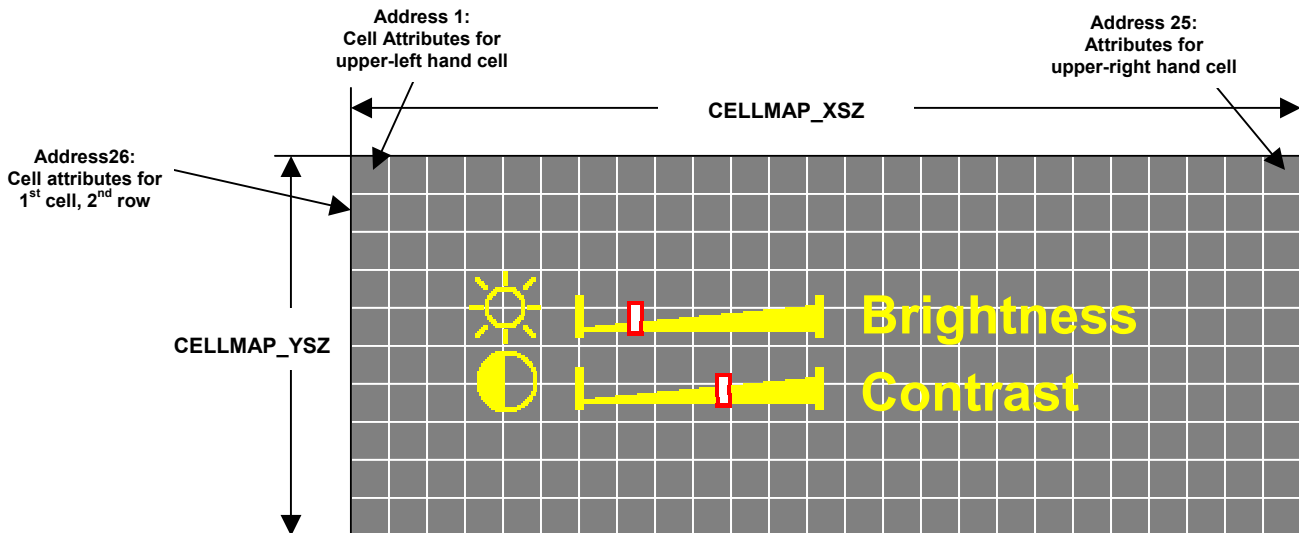 Address 1:
Cell Attributes for
upper-left hand cell
Address 25:
Attributes for
upper-right hand cell
CELLMAP_XSZ
Address26:
Cell attributes for
1st cell, 2nd row
CELLMAP_YSZ
Brightness
Contrast